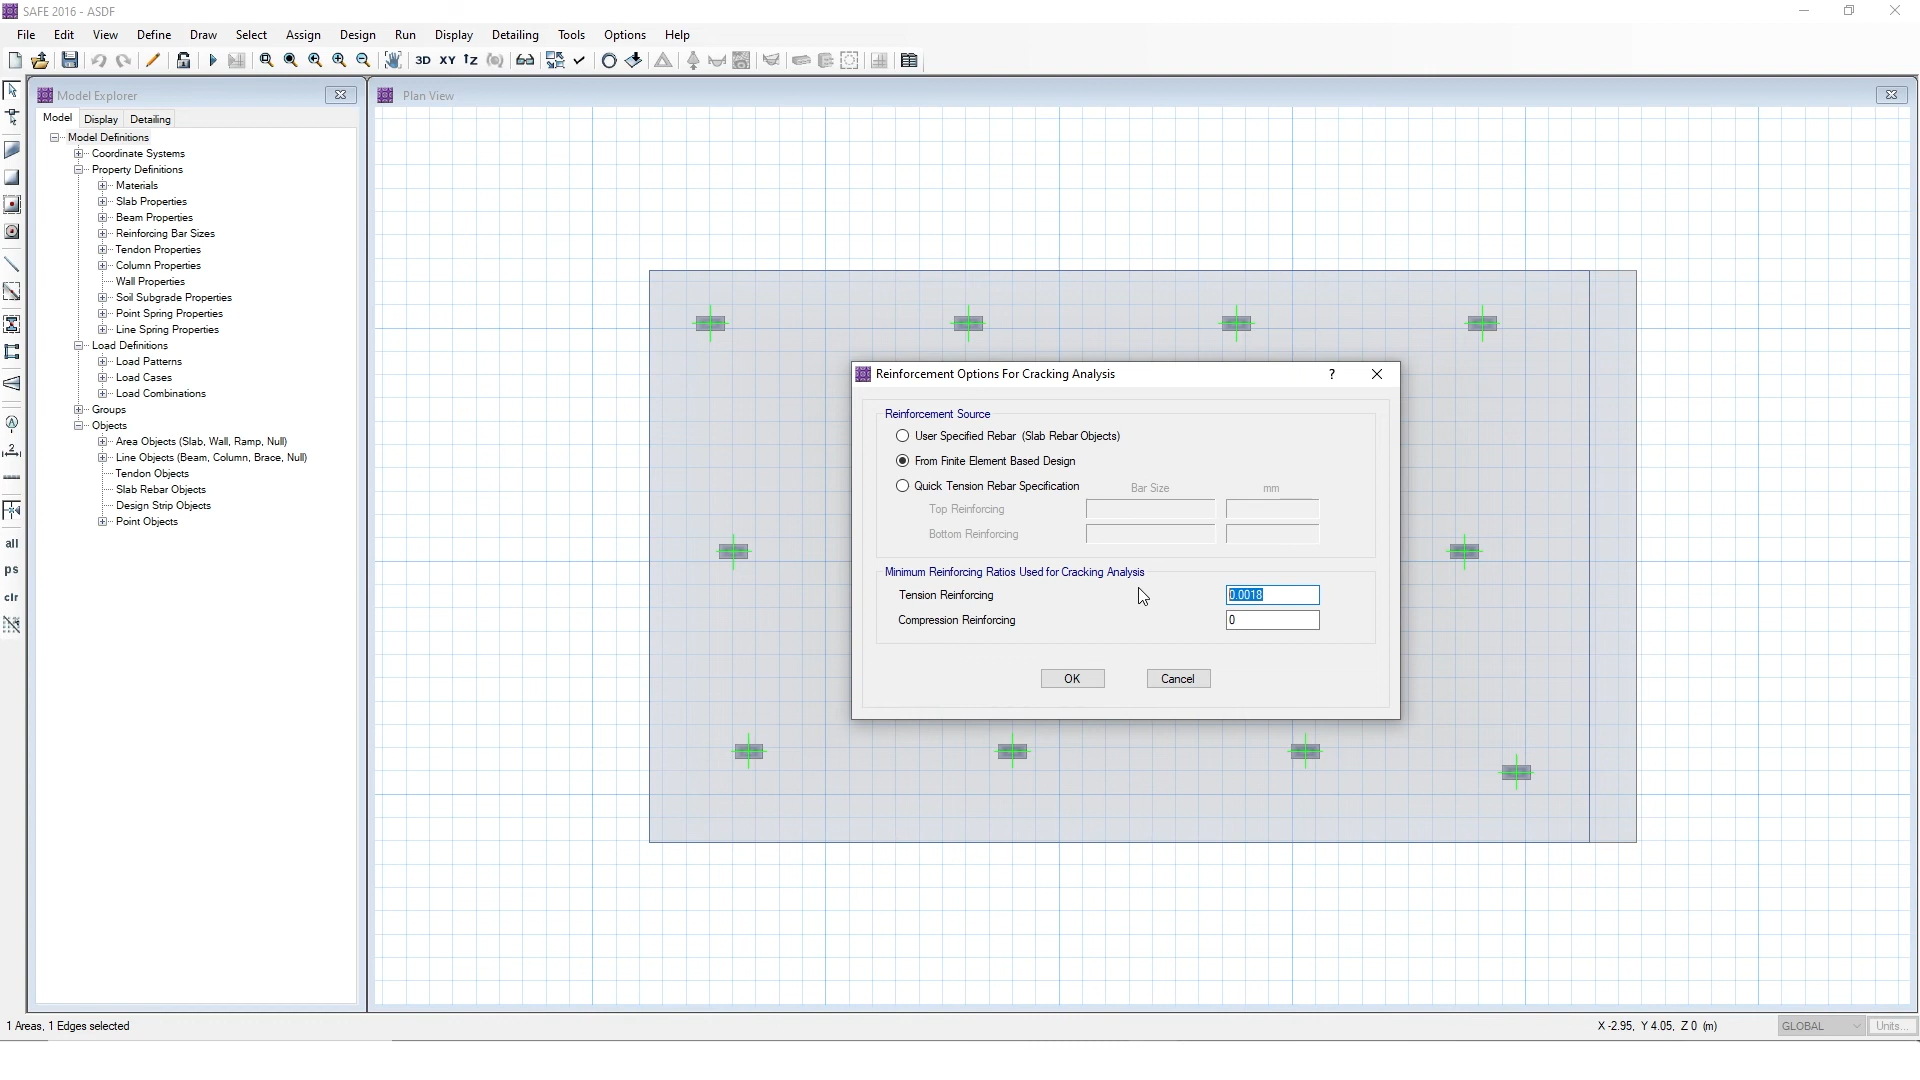 SAFE 2016 - ASDF
File Edit View Define Draw Select Assign Design Run Display Detailing Tools Options Help
3D XY
Model Explorer
Plan View
Model Display Detailing
Model Definitions
Coordinate Systems
Property Definitions
Materials
Slab Properties
Beam Properties
Reinforcing Bar Sizes
Tendon Properties
Column Properties
Wall Properties
Soil Subgrade Properties
Point Spring Properties
Line Spring Properties
Load Definitions
Load Patterns
Load Cases
Load Combinations
Groups
Objects
Area Objects (Slab, Wall, Ramp, Null)
Line Objects (Beam, Column, Brace, Null)
Tendon Objects
Slab Rebar Objects
Design Strip Objects
Point Objects
all
ps
clr
Reinforcement Options For Cracking Analysis
?
Reinforcement Source
User Specified Rebar (Slab Rebar Objects)
From Finite Element Based Design
Quick Tension Rebar Specification Bar Size mm
Top Reinforcing
Bottom Reinforcing
Minimum Reinforcing Ratios Used for Cracking Analysis
Tension Reinforcing 0.0018
Compression Reinforcing 0
OK Cancel
1 Areas, 1 Edges selected
X -2.95, Y 4.05, Z 0 (m)
GLOBAL
Units...